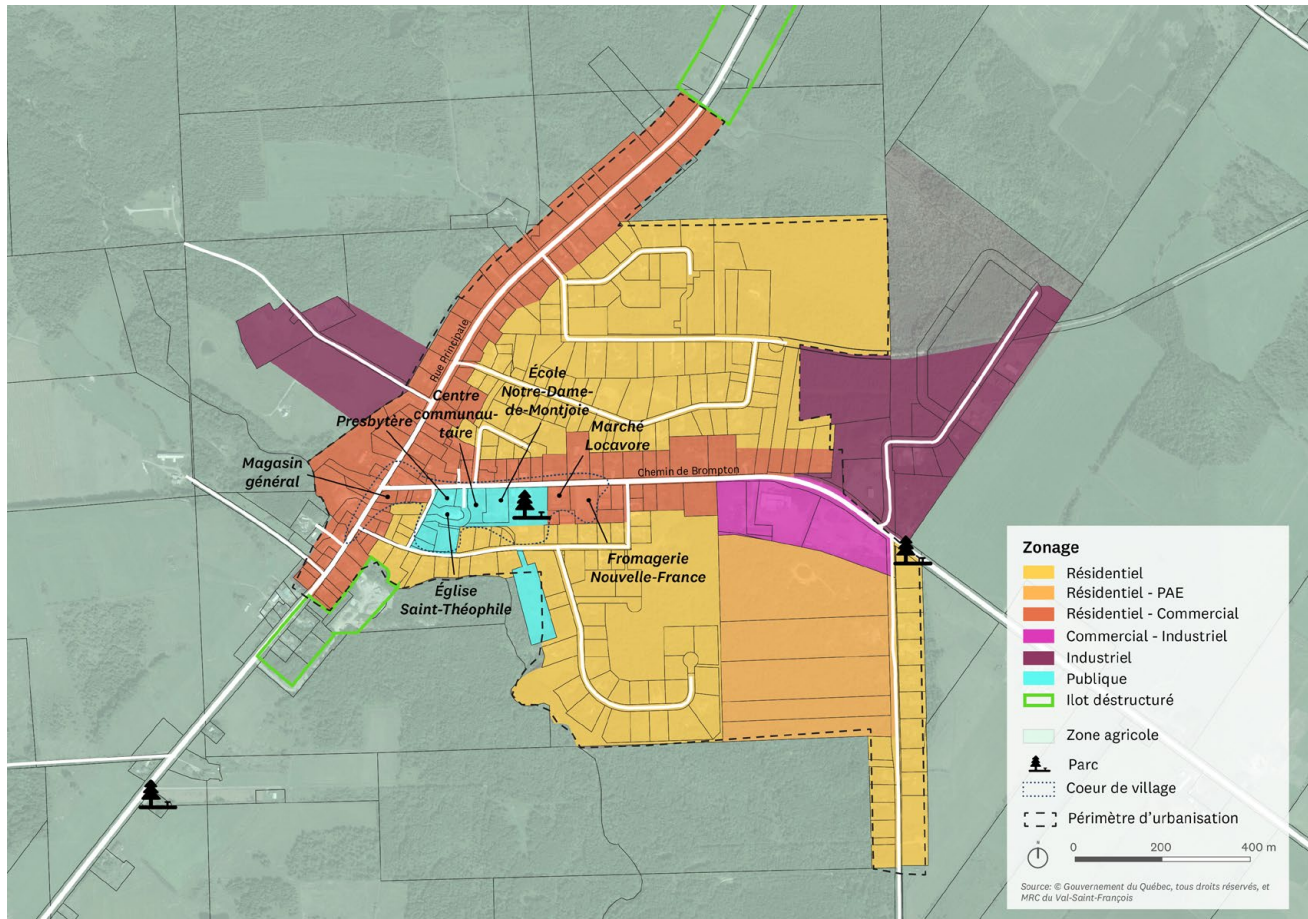 Rue Principale
École
Notre-Dame-
de-Montjoie
Centre
communau-
taire
Presbytère
Marché
Locavore
Magasin
général
Chemin de Brompton
Fromagerie
Nouvelle-France
Église
Saint-Théophile
Zonage
Résidentiel
Résidentiel - PAE
Résidentiel - Commercial
Commercial - Industriel
Industriel
Publique
Ilot déstructuré
Zone agricole
Parc
Coeur de village
Périmètre d'urbanisation
0 200 400 m
Source: © Gouvernement du Québec, tous droits réservés, et
MRC du Val-Saint-François